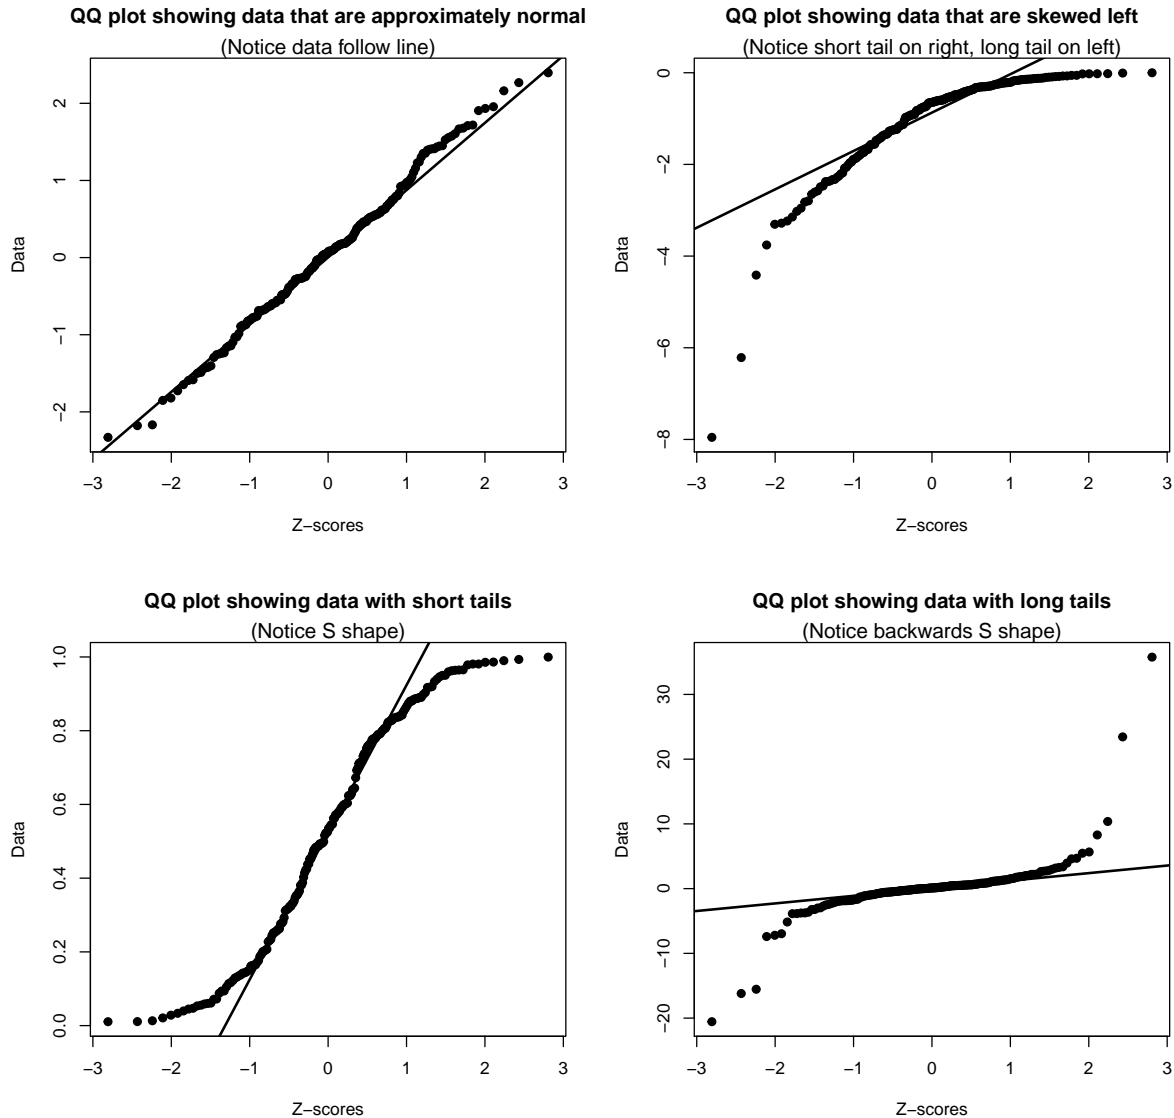 QQ plot showing data that are approximately normal
(Notice data follow line)
2
1
0
−1
−2
Data
−3 −2 −1 0 1 2 3
Z−scores
QQ plot showing data that are skewed left
(Notice short tail on right, long tail on left)
0
−2
−4
−6
−8
Data
−3 −2 −1 0 1 2 3
Z−scores
QQ plot showing data with short tails
(Notice S shape)
1.0
0.8
0.6
0.4
0.2
0.0
Data
−3 −2 −1 0 1 2 3
Z−scores
QQ plot showing data with long tails
(Notice backwards S shape)
30
20
10
0
−10
−20
Data
−3 −2 −1 0 1 2 3
Z−scores